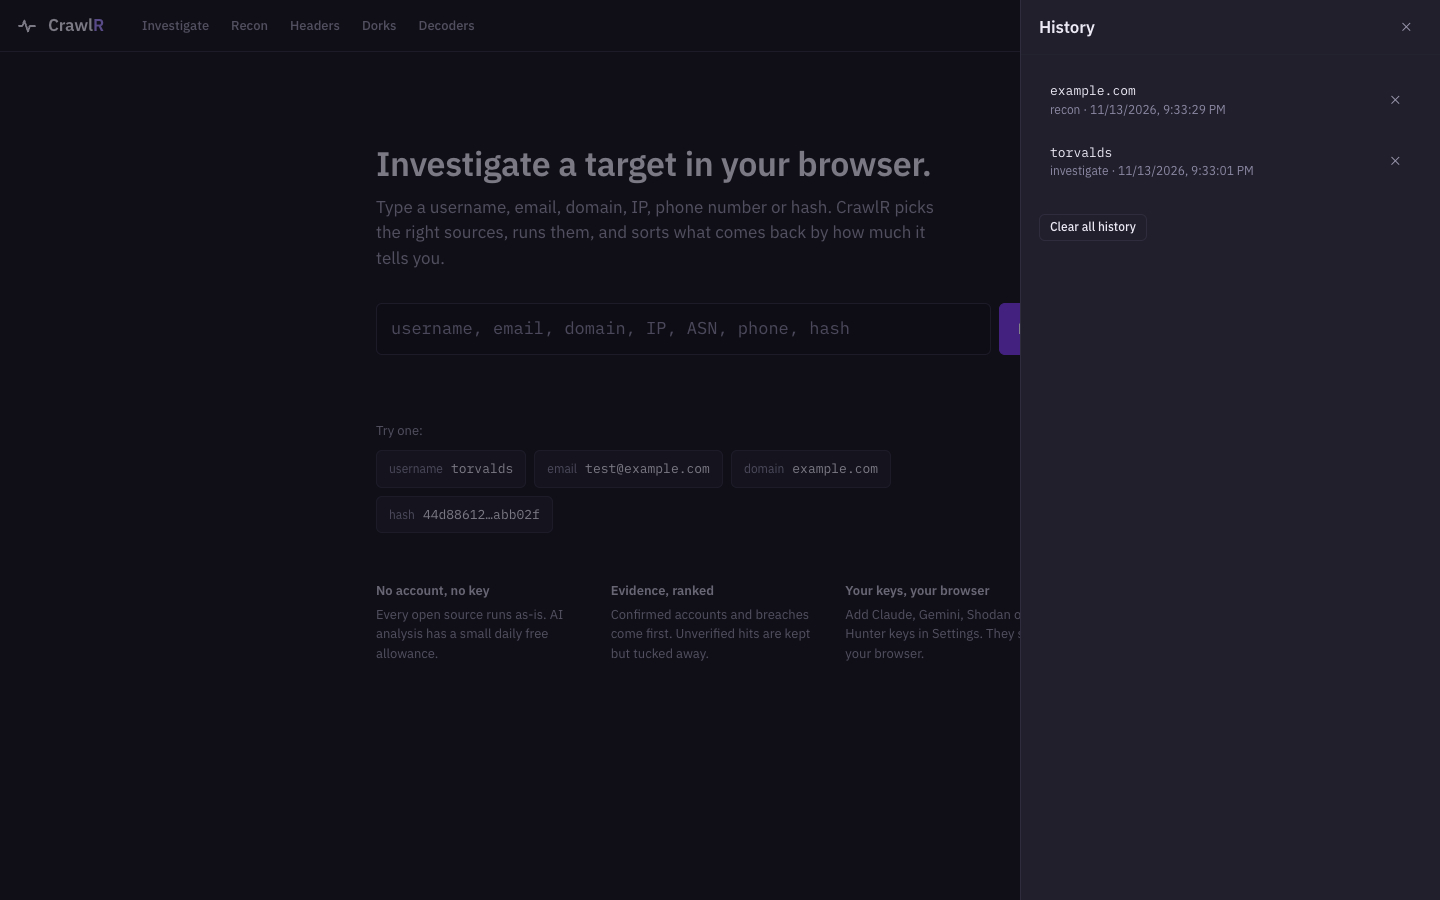 CrawlR
Investigate Recon Headers Dorks Decoders
Investigate a target in your browser.
Type a username, email, domain, IP, phone number or hash. CrawlR picks
the right sources, runs them, and sorts what comes back by how much it
tells you.
username, email, domain, IP, ASN, phone, hash
Try one:
username torvalds
email test@example.com
domain example.com
hash 44d88612…abb02f
No account, no key
Every open source runs as-is. AI
analysis has a small daily free
allowance.
Evidence, ranked
Confirmed accounts and breaches
come first. Unverified hits are kept
but tucked away.
Your keys, your browser
Add Claude, Gemini, Shodan
Hunter keys in Settings. They
your browser.
History
example.com
recon · 11/13/2026, 9:33:29 PM
torvalds
investigate · 11/13/2026, 9:33:01 PM
Clear all history